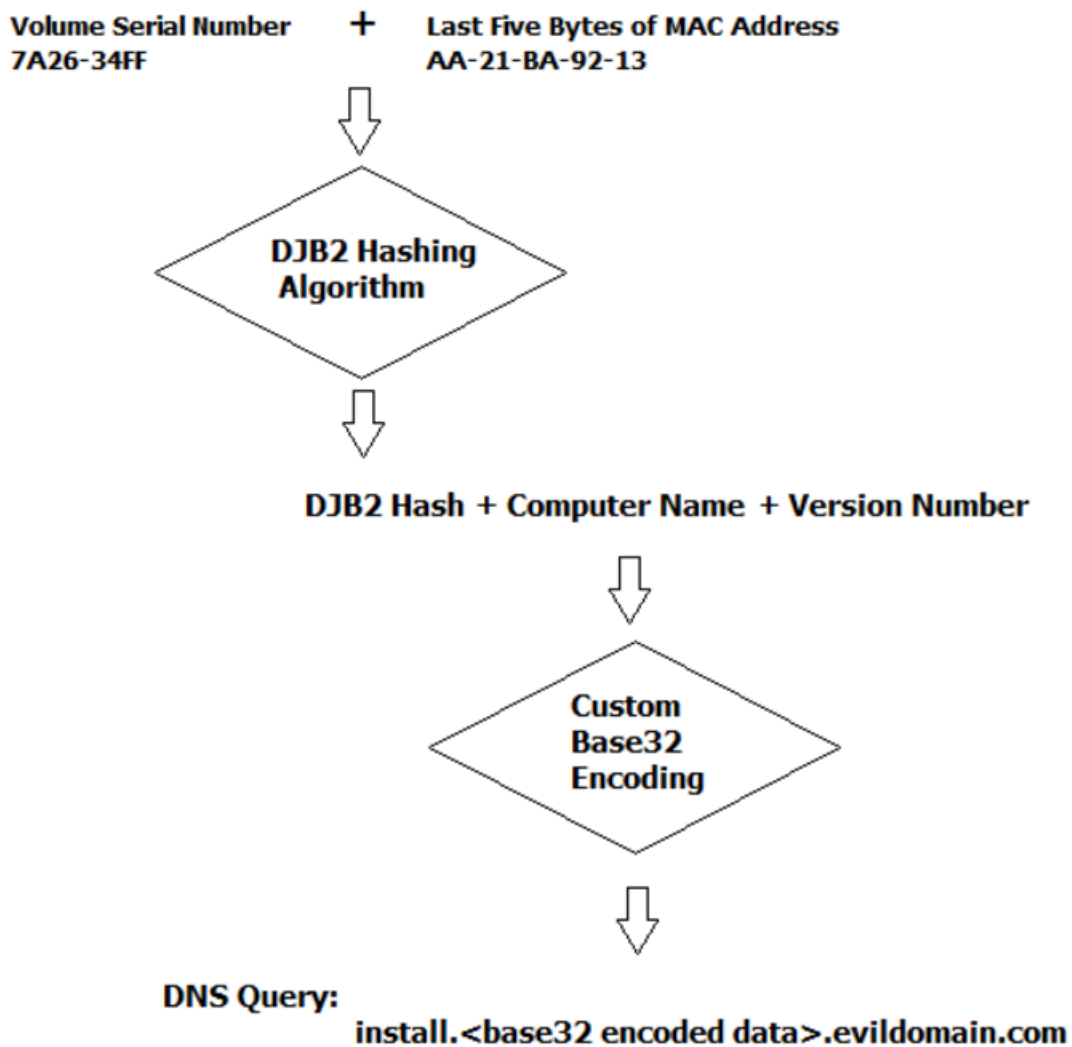 Volume Serial Number + Last Five Bytes of MAC Address
7A26-34FF AA-21-BA-92-13
DJB2 Hashing
Algorithm
DJB2 Hash + Computer Name + Version Number
Custom
Base32
Encoding
DNS Query:
install.<base32 encoded data>.evildomain.com